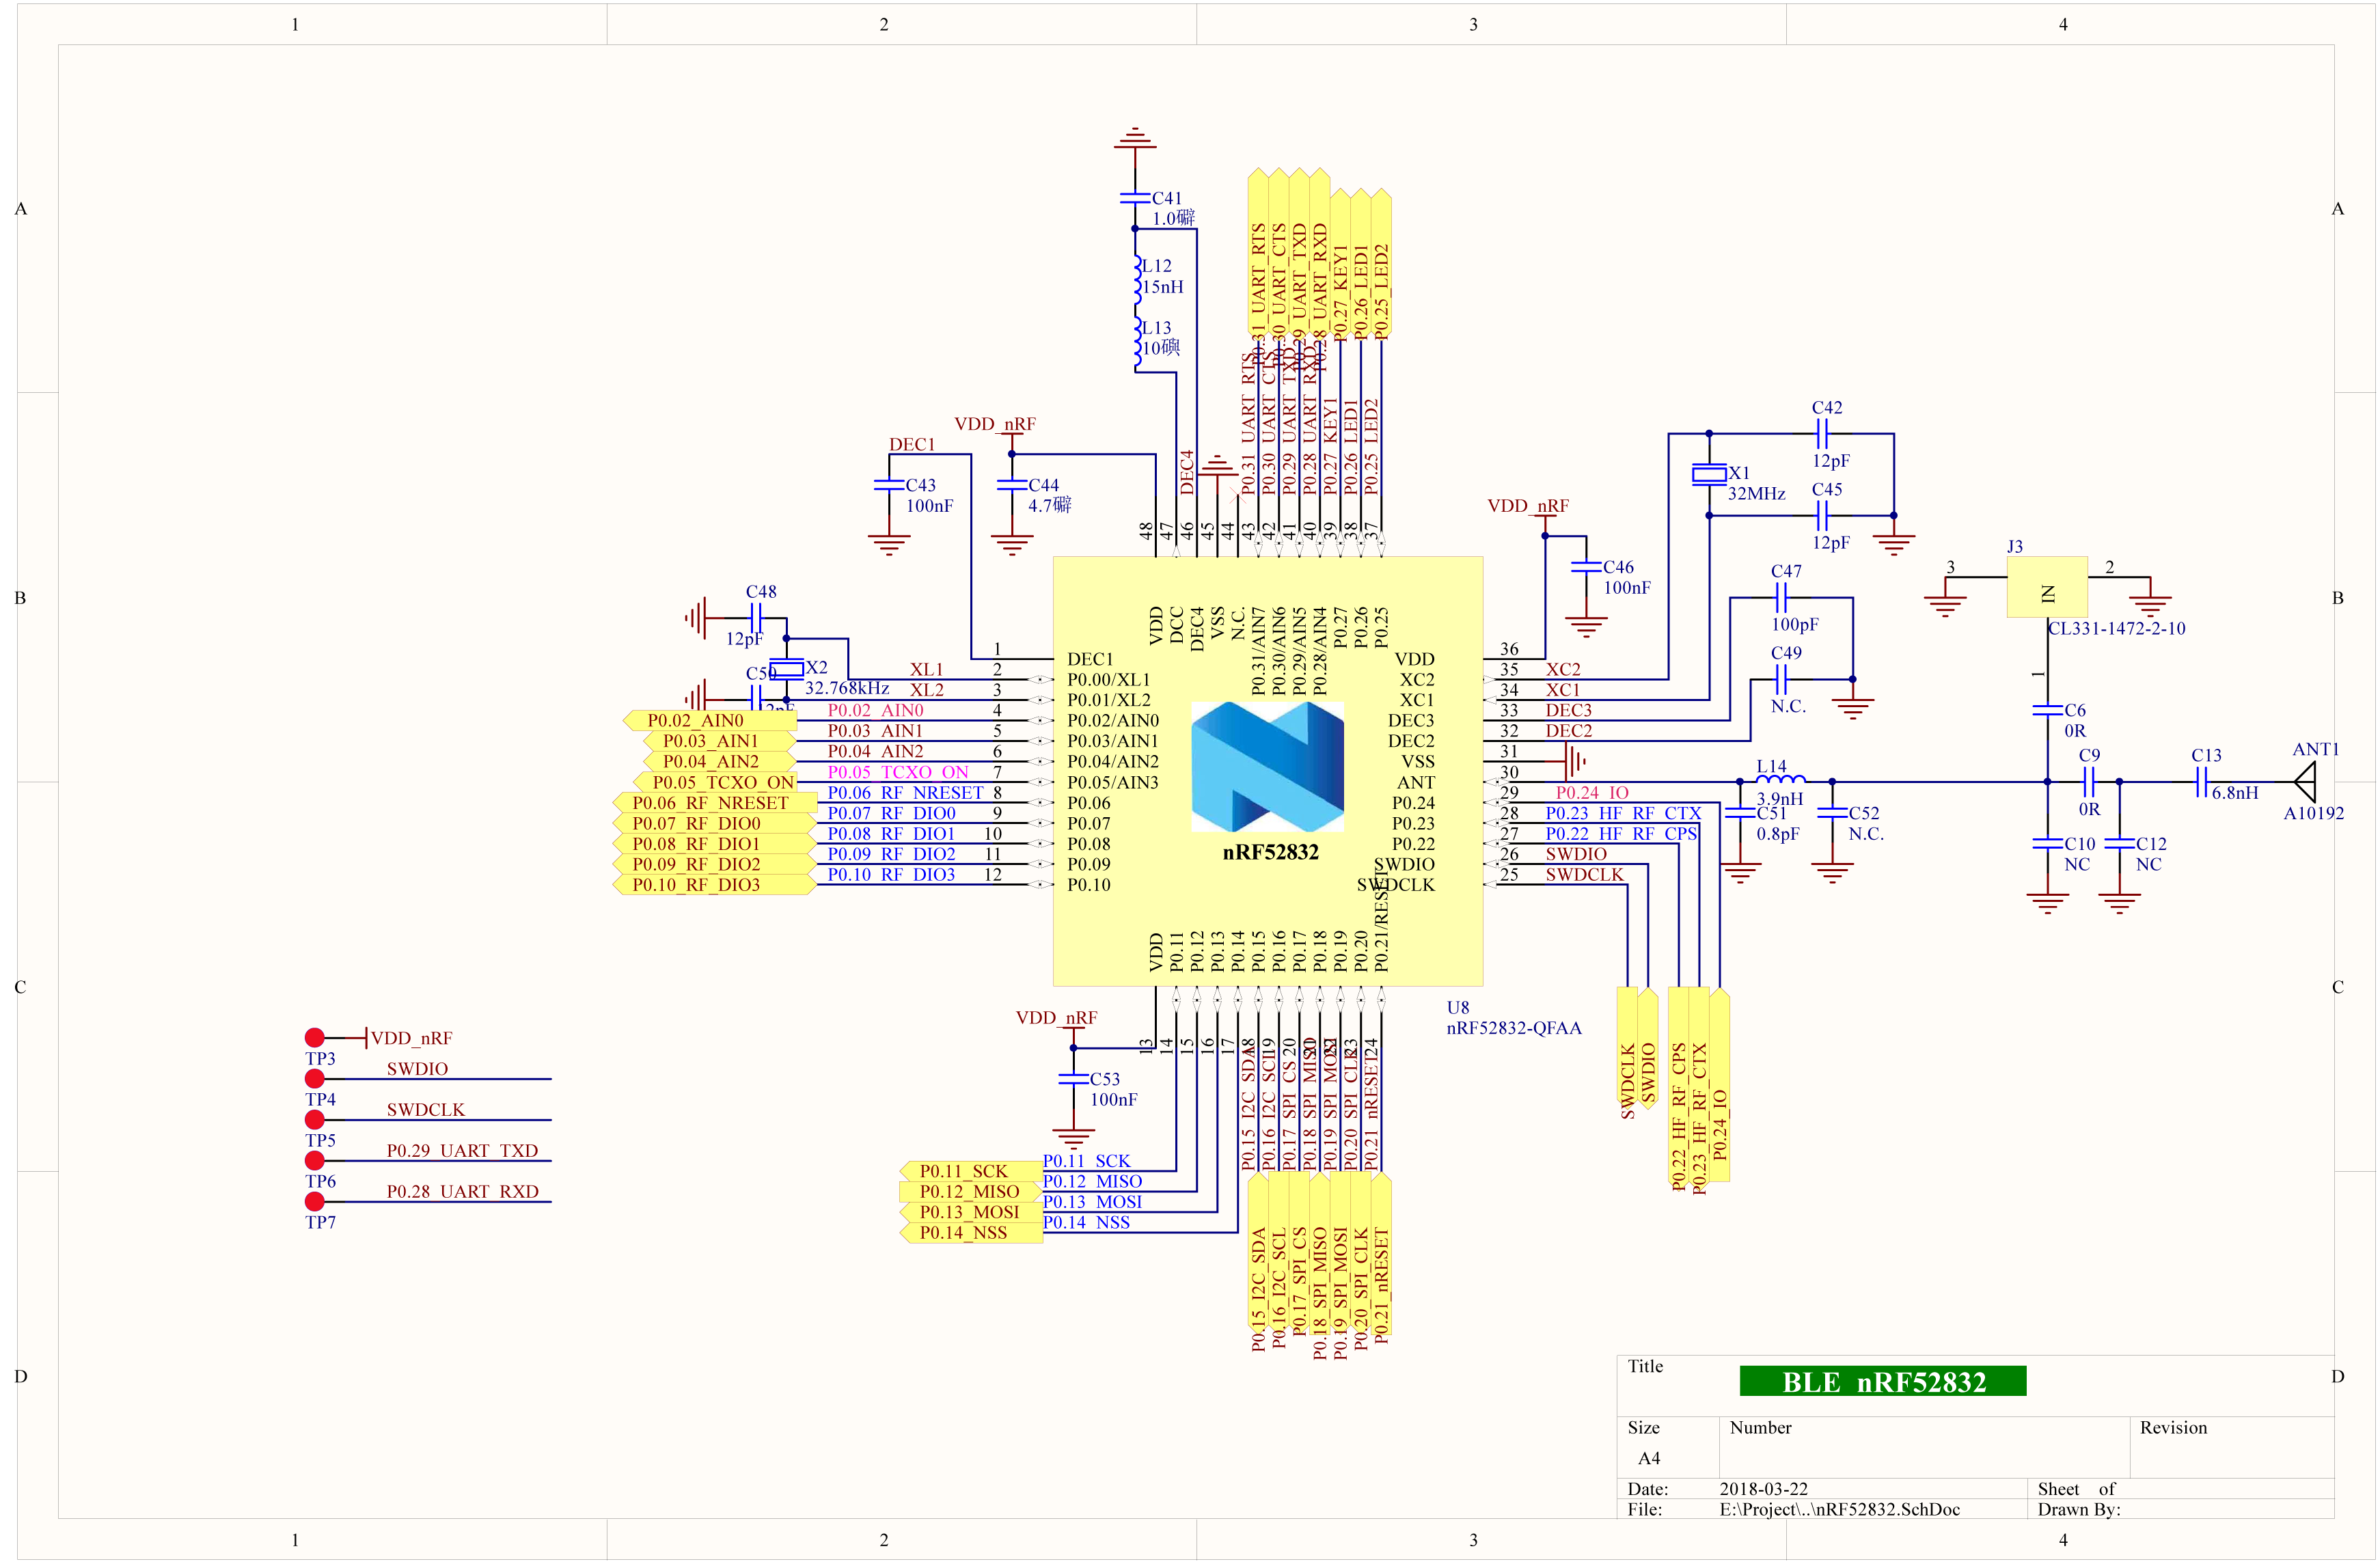 1
2
3
4
A
A
B
B
C
C
D
D
1
2
3
4
C41
1.0礔
L12
15nH
L13
10礖
P0.31_UART_RTS
P0.30_UART_CTS
P0.29_UART_TXD
P0.28_UART_RXD
P0.27_KEY1
P0.26_LED1
P0.25_LED2
P0.31_UART_RTS
P0.30_UART_CTS
P0.29_UART_TXD
P0.28_UART_RXD
P0.27_KEY1
P0.26_LED1
P0.25_LED2
DEC1
C43
100nF
VDD_nRF
C44
4.7礔
DEC4
48
47
46
45
44
43
42
41
40
39
38
37
VDD
DCC
DEC4
VSS
N.C.
P0.31/AIN7
P0.30/AIN6
P0.29/AIN5
P0.28/AIN4
P0.27
P0.26
P0.25
VDD_nRF
C46
100nF
C42
12pF
X1
32MHz
C45
12pF
C47
100pF
C49
N.C.
J3
3
2
IN
CL331-1472-2-10
1
C6
0R
C48
12pF
X2
32.768kHz
C50
12pF
XL1
XL2
P0.02_AIN0
P0.02_AIN0
P0.03_AIN1
P0.03_AIN1
P0.04_AIN2
P0.04_AIN2
P0.05_TCXO_ON
P0.05_TCXO_ON
P0.06_RF_NRESET
P0.06_RF_NRESET
P0.07_RF_DIO0
P0.07_RF_DIO0
P0.08_RF_DIO1
P0.08_RF_DIO1
P0.09_RF_DIO2
P0.09_RF_DIO2
P0.10_RF_DIO3
P0.10_RF_DIO3
1
2
3
4
5
6
7
8
9
10
11
12
DEC1
P0.00/XL1
P0.01/XL2
P0.02/AIN0
P0.03/AIN1
P0.04/AIN2
P0.05/AIN3
P0.06
P0.07
P0.08
P0.09
P0.10
nRF52832
VDD
XC2
XC1
DEC3
DEC2
VSS
ANT
P0.24
P0.23
P0.22
SWDIO
SWDCLK
36
35
34
33
32
31
30
29
28
27
26
25
XC2
XC1
DEC3
DEC2
P0.24_IO
P0.23_HF_RF_CTX
P0.22_HF_RF_CPS
SWDIO
SWDCLK
L14
3.9nH
C51
0.8pF
C52
N.C.
C9
0R
C10
NC
C12
NC
C13
6.8nH
ANT1
A10192
VDD
P0.11
P0.12
P0.13
P0.14
P0.15
P0.16
P0.17
P0.18
P0.19
P0.20
P0.21/RESET
U8
nRF52832-QFAA
13
14
15
16
17
18
19
20
21
22
23
24
VDD_nRF
C53
100nF
P0.15_I2C_SDA
P0.16_I2C_SCL
P0.17_SPI_CS
P0.18_SPI_MISO
P0.19_SPI_MOSI
P0.20_SPI_CLK
P0.21_nRESET
P0.11_SCK
P0.11_SCK
P0.12_MISO
P0.12_MISO
P0.13_MOSI
P0.13_MOSI
P0.14_NSS
P0.14_NSS
P0.15_I2C_SDA
P0.16_I2C_SCL
P0.17_SPI_CS
P0.18_SPI_MISO
P0.19_SPI_MOSI
P0.20_SPI_CLK
P0.21_nRESET
SWDCLK
SWDIO
P0.22_HF_RF_CPS
P0.23_HF_RF_CTX
P0.24_IO
VDD_nRF
TP3
SWDIO
TP4
SWDCLK
TP5
P0.29_UART_TXD
TP6
P0.28_UART_RXD
TP7
Title
BLE_nRF52832
Size
Number
Revision
A4
Date: 2018-03-22
Sheet of
File: E:\Project\..\nRF52832.SchDoc
Drawn By: